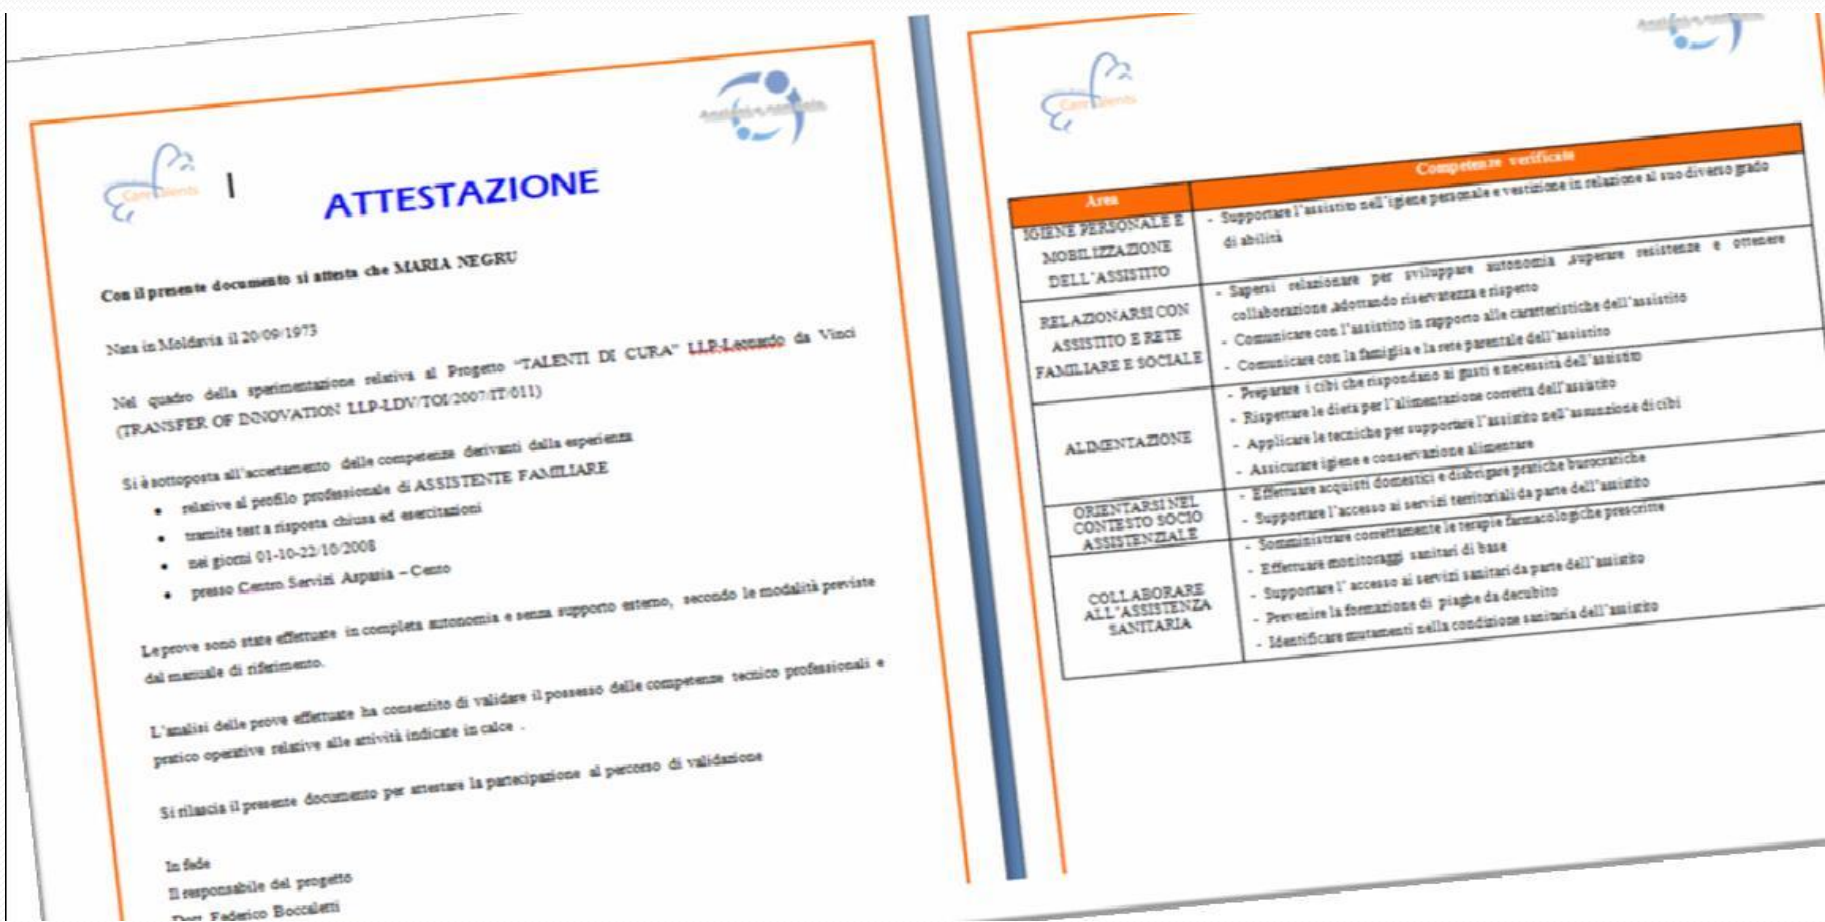 Care Talents
ATTESTAZIONE
Con il presente documento si attesta che MARIA NEGRU
Nata in Moldavia il 20/09/1973
Nel quadro della sperimentazione relativa al Progetto “TALENTI DI CURA” LLP-Leonardo da Vinci
(TRANSFER OF INNOVATION LLP-LDV/TOI/2007/IT/011)
Si è sottoposta all’accertamento delle competenze derivanti dalla esperienza
• relative al profilo professionale di ASSISTENTE FAMILIARE
• tramite test a risposta chiusa ed esercitazioni
• nei giorni 01-10-22/10/2008
• presso Centro Servizi Aspasia – Cento
Le prove sono state effettuate in completa autonomia e senza supporto esterno, secondo le modalità previste
dal manuale di riferimento.
L’analisi delle prove effettuate ha consentito di validare il possesso delle competenze tecnico professionali e
pratico operative relative alle attività indicate in calce .
Si rilascia il presente documento per attestare la partecipazione al percorso di validazione
In fede
Il responsabile del progetto
Dott. Federico Boccaletti
Care Talents
Area
Competenze verificate
IGIENE PERSONALE E
MOBILIZZAZIONE
DELL’ASSISTITO
- Supportare l’assistito nell’igiene personale e vestizione in relazione al suo diverso grado
di abilità
RELAZIONARSI CON
ASSISTITO E RETE
FAMILIARE E SOCIALE
- Sapersi relazionare per sviluppare autonomia ,superare resistenze e ottenere
collaborazione ,adottando riservatezza e rispetto
- Comunicare con l’assistito in rapporto alle caratteristiche dell’assistito
- Comunicare con la famiglia e la rete parentale dell’assistito
ALIMENTAZIONE
- Preparare i cibi che rispondano ai gusti e necessità dell’assistito
- Rispettare le dieta per l’alimentazione corretta dell’assistito
- Applicare le tecniche per supportare l’assistito nell’assunzione di cibi
- Assicurare igiene e conservazione alimentare
ORIENTARSI NEL
CONTESTO SOCIO
ASSISTENZIALE
- Effettuare acquisti domestici e disbrigare pratiche burocratiche
- Supportare l’accesso ai servizi territoriali da parte dell’assistito
COLLABORARE
ALL’ASSISTENZA
SANITARIA
- Somministrare correttamente le terapie farmacologiche prescritte
- Effettuare monitoraggi sanitari di base
- Supportare l’ accesso ai servizi sanitari da parte dell’assistito
- Prevenire la formazione di piaghe da decubito
- Identificare mutamenti nella condizione sanitaria dell’assistito